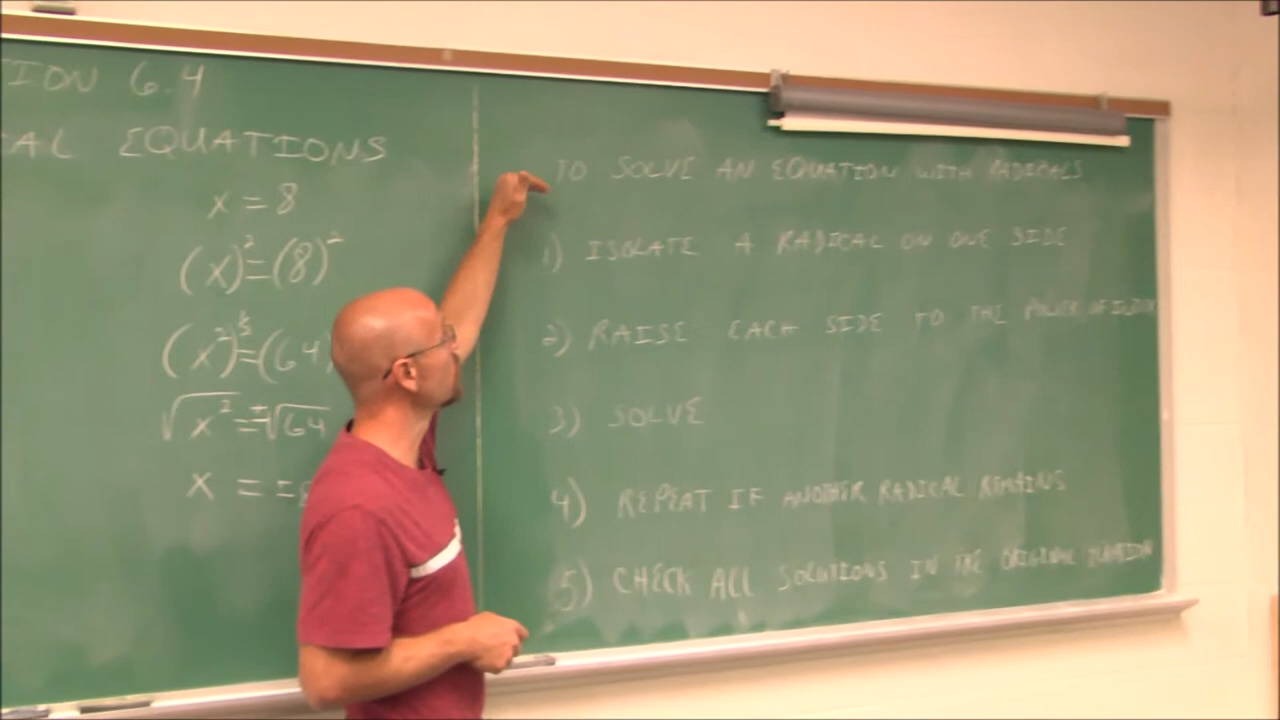 TION 6.4
CAL EQUATIONS
x = 8
(x)² = (8)²
(x²)^½ = (64
√x² = ±√64
x = ±8
TO SOLVE AN EQUATION WITH RADICALS
1) ISOLATE A RADICAL ON ONE SIDE
2) RAISE EACH SIDE TO THE POWER OF INDEX
3) SOLVE
4) REPEAT IF ANOTHER RADICAL REMAINS
5) CHECK ALL SOLUTIONS IN THE ORIGINAL EQUATION